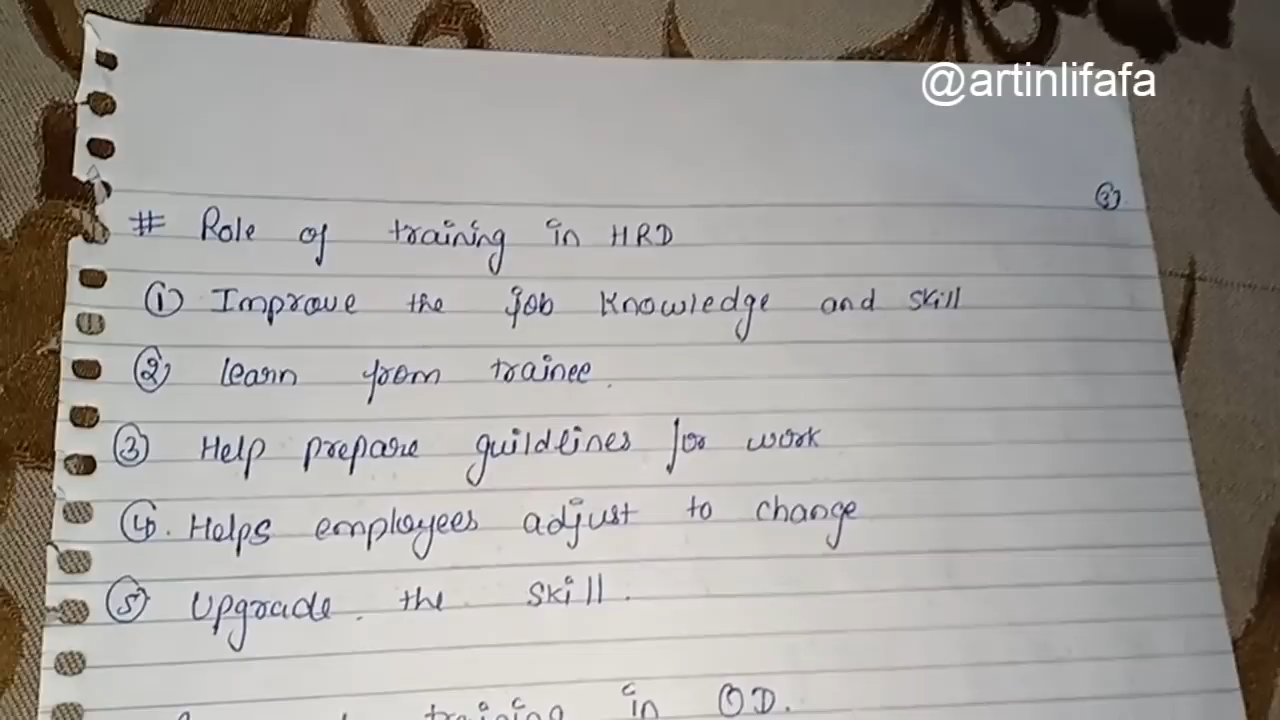 @artinlifafa
③
# Role of training in HRD
① Improve the job knowledge and skill
② learn from trainee.
③ Help prepare guildlines for work
④. Helps employees adjust to change
⑤ Upgrade the skill.
training in OD.